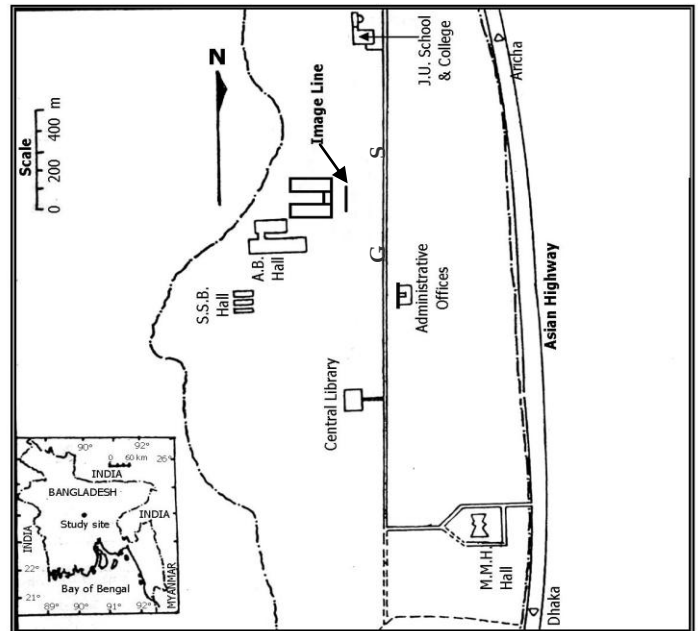 N
Scale
0 200 400 m
Image Line
J.U. School
& College
Aricha
S
G
A.B.
Hall
S.S.B.
Hall
Administrative
Offices
Asian Highway
Central Library
M.M.H.
Hall
Dhaka
90° 92°
0 60 km
26°
INDIA
BANGLADESH
Study site
INDIA
INDIA
22°
21°
Bay of Bengal
MYANMAR
89° 90° 91° 92°